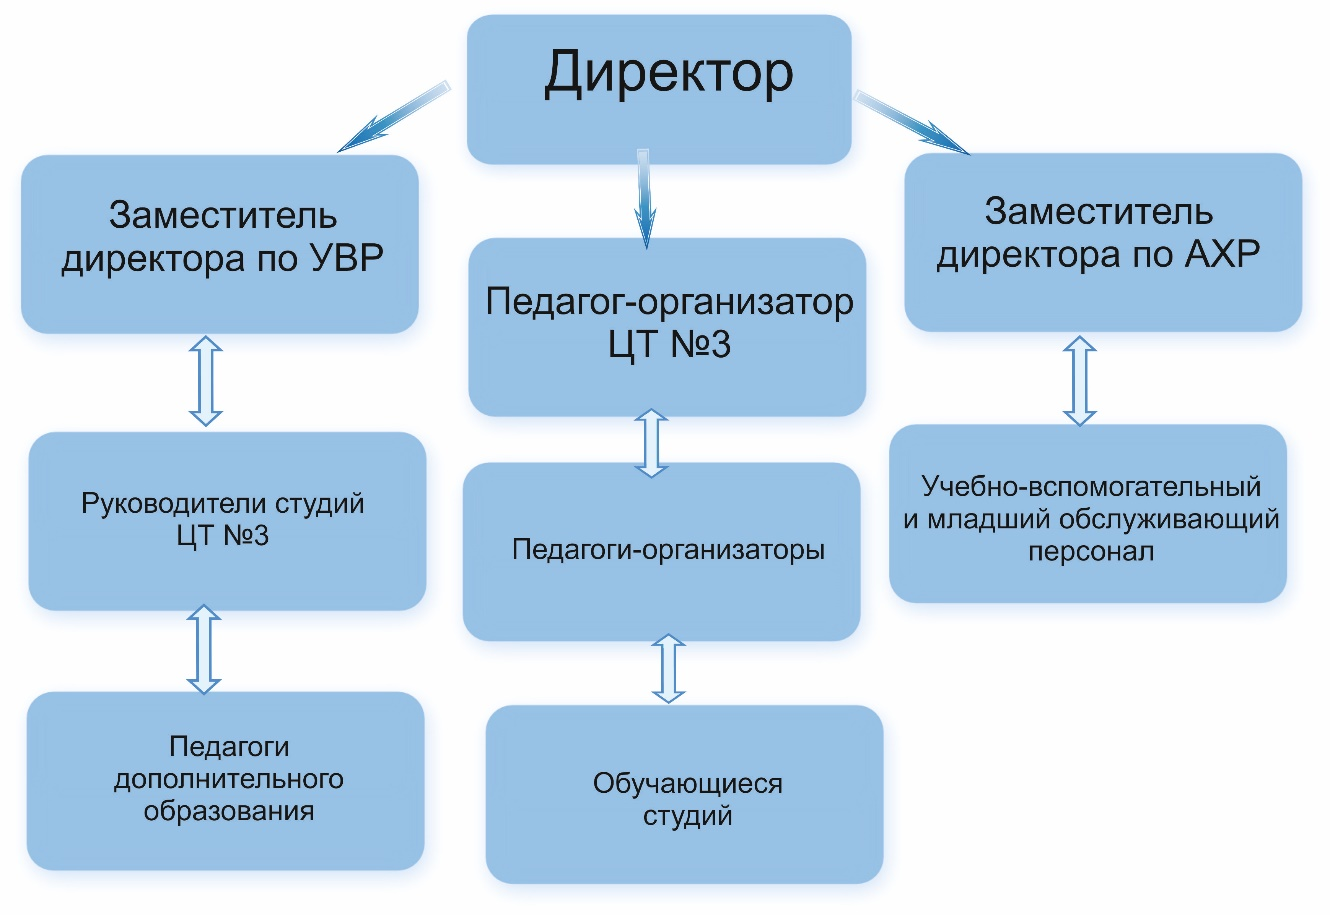 Директор
Заместитель
директора по УВР
Педагог-организатор
ЦТ №3
Заместитель
директора по АХР
Руководители студий
ЦТ №3
Педагоги-организаторы
Учебно-вспомогательный
и младший обслуживающий
персонал
Педагоги
дополнительного
образования
Обучающиеся
студий